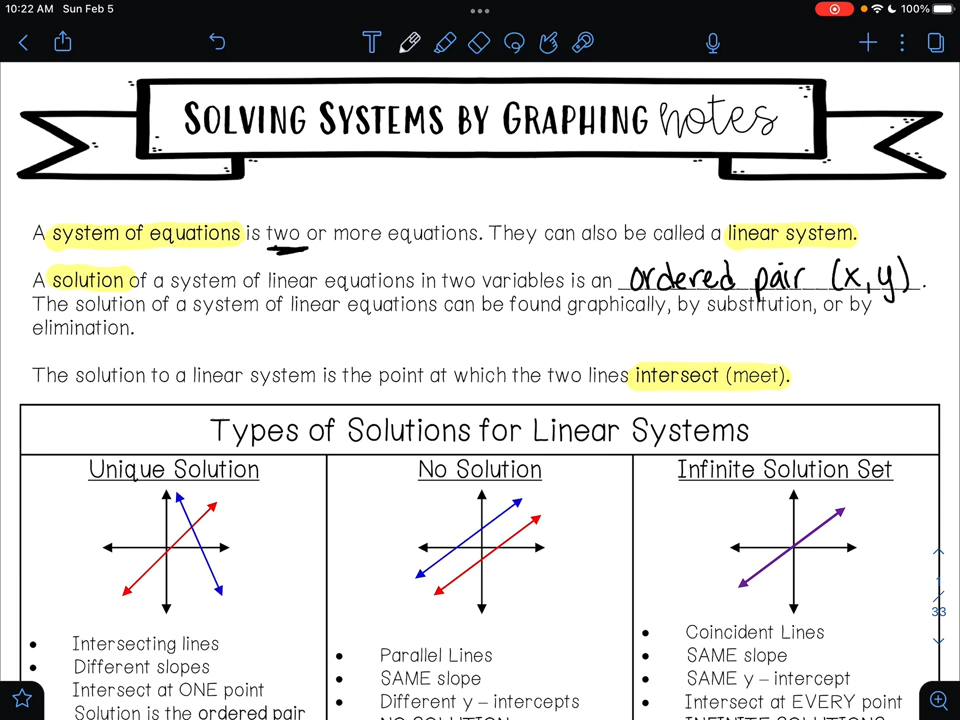 10:22 AM Sun Feb 5
100%
SOLVING SYSTEMS BY GRAPHING notes
A system of equations is two or more equations. They can also be called a linear system.
A solution of a system of linear equations in two variables is an ordered pair (x,y).
The solution of a system of linear equations can be found graphically, by substitution, or by
elimination.
The solution to a linear system is the point at which the two lines intersect (meet).
Types of Solutions for Linear Systems
Unique Solution
• Intersecting lines
• Different slopes
Intersect at ONE point
Solution is the ordered pair
No Solution
• Parallel Lines
• SAME slope
• Different y – intercepts
NO SOLUTION
Infinite Solution Set
• Coincident Lines
• SAME slope
• SAME y – intercept
• Intersect at EVERY point
INFINITE SOLUTIONS
1
/
33